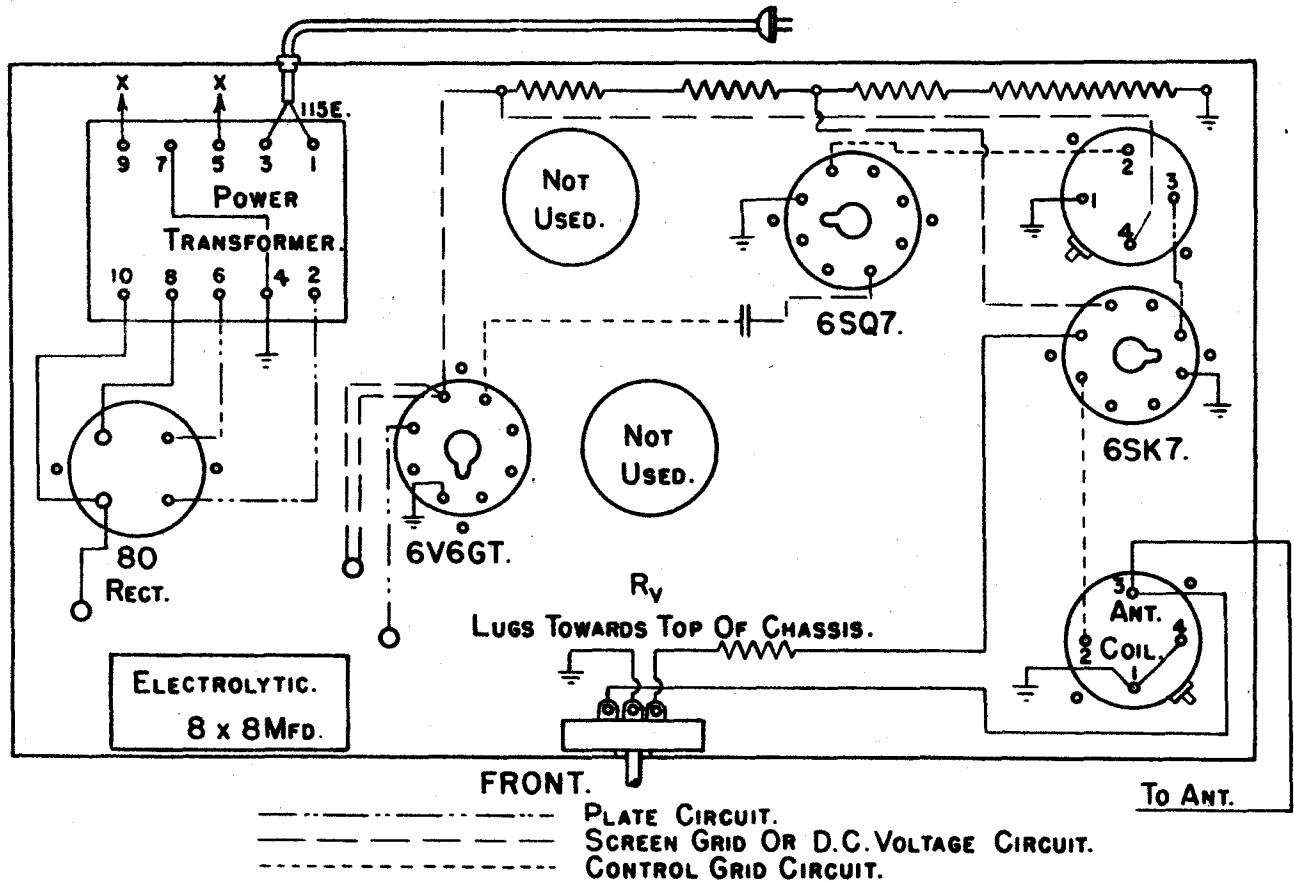 115E.
X X
9 7 5 3 1
POWER
TRANSFORMER.
10 8 6 4 2
NOT
USED.
6SQ7.
2
1
3
4
6SK7.
NOT
USED.
6V6GT.
80
RECT.
RV
LUGS TOWARDS TOP OF CHASSIS.
3
ANT.
COIL.
2
4
1
ELECTROLYTIC.
8 X 8 MFD.
FRONT.
TO ANT.
PLATE CIRCUIT.
SCREEN GRID OR D.C. VOLTAGE CIRCUIT.
CONTROL GRID CIRCUIT.